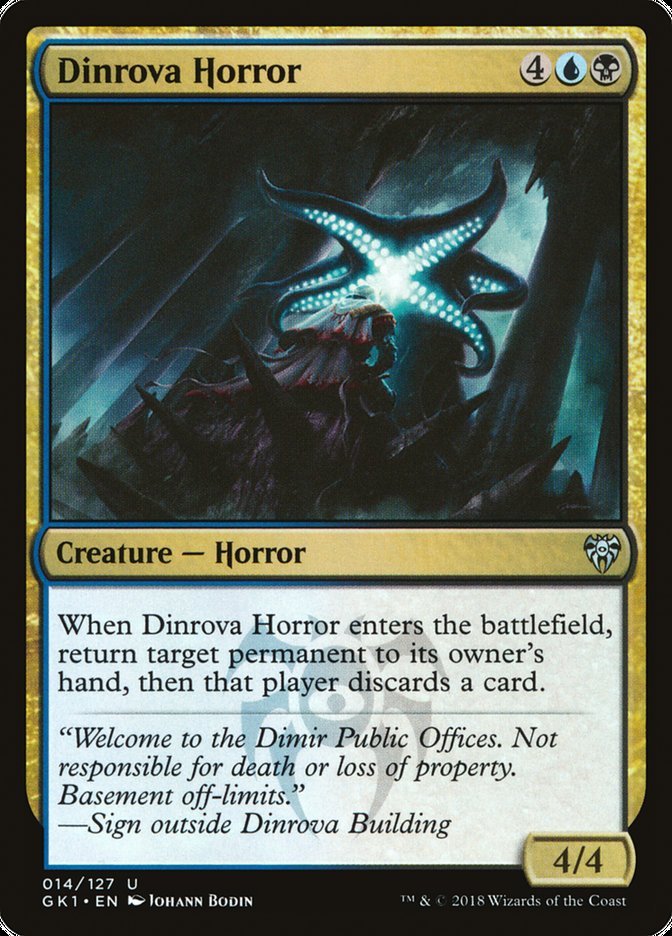 Dinrova Horror 4
Creature — Horror
When Dinrova Horror enters the battlefield,
return target permanent to its owner's
hand, then that player discards a card.
“Welcome to the Dimir Public Offices. Not
responsible for death or loss of property.
Basement off-limits.”
—Sign outside Dinrova Building
4/4
014/127 U
GK1 • EN Johann Bodin
™ & © 2018 Wizards of the Coast